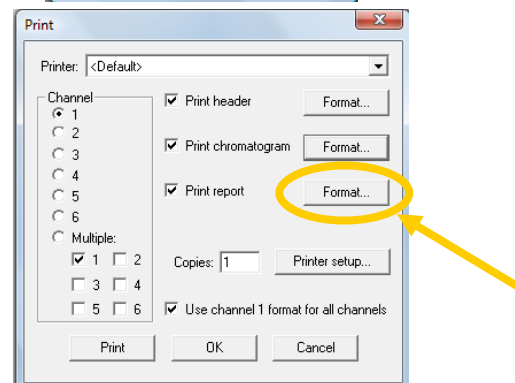 Print
Printer: <Default>
Channel
1
2
3
4
5
6
Multiple:
1 2
3 4
5 6
Print header Format...
Print chromatogram Format...
Print report Format...
Copies: 1 Printer setup...
Use channel 1 format for all channels
Print OK Cancel